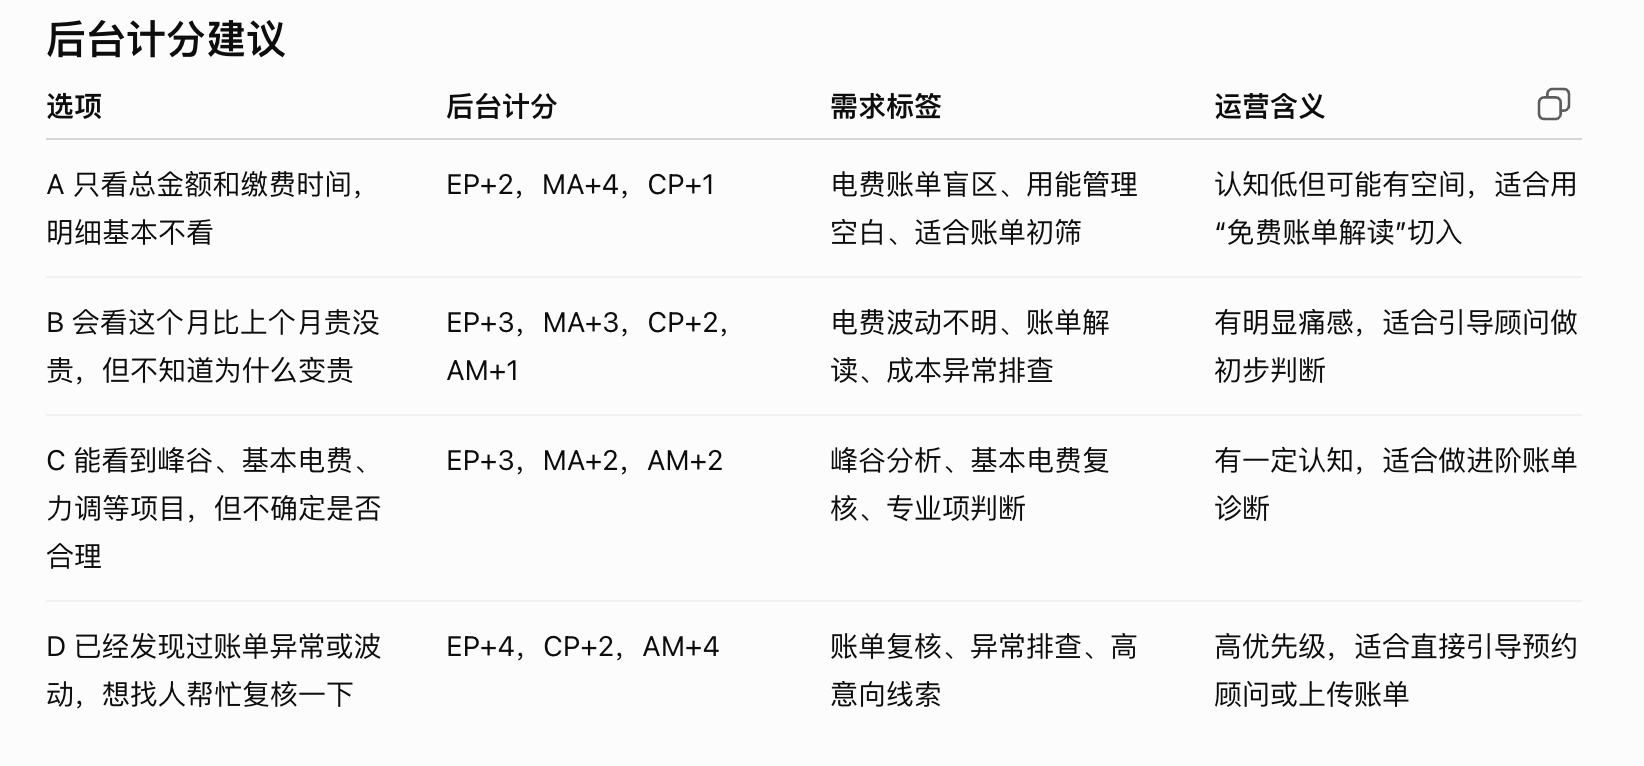 后台计分建议
选项
后台计分
需求标签
运营含义
A 只看总金额和缴费时间，
明细基本不看
EP+2，MA+4，CP+1
电费账单盲区、用能管理
空白、适合账单初筛
认知低但可能有空间，适合用
“免费账单解读”切入
B 会看这个月比上个月贵没
贵，但不知道为什么变贵
EP+3，MA+3，CP+2，
AM+1
电费波动不明、账单解
读、成本异常排查
有明显痛感，适合引导顾问做
初步判断
C 能看到峰谷、基本电费、
力调等项目，但不确定是否
合理
EP+3，MA+2，AM+2
峰谷分析、基本电费复
核、专业项判断
有一定认知，适合做进阶账单
诊断
D 已经发现过账单异常或波
动，想找人帮忙复核一下
EP+4，CP+2，AM+4
账单复核、异常排查、高
意向线索
高优先级，适合直接引导预约
顾问或上传账单